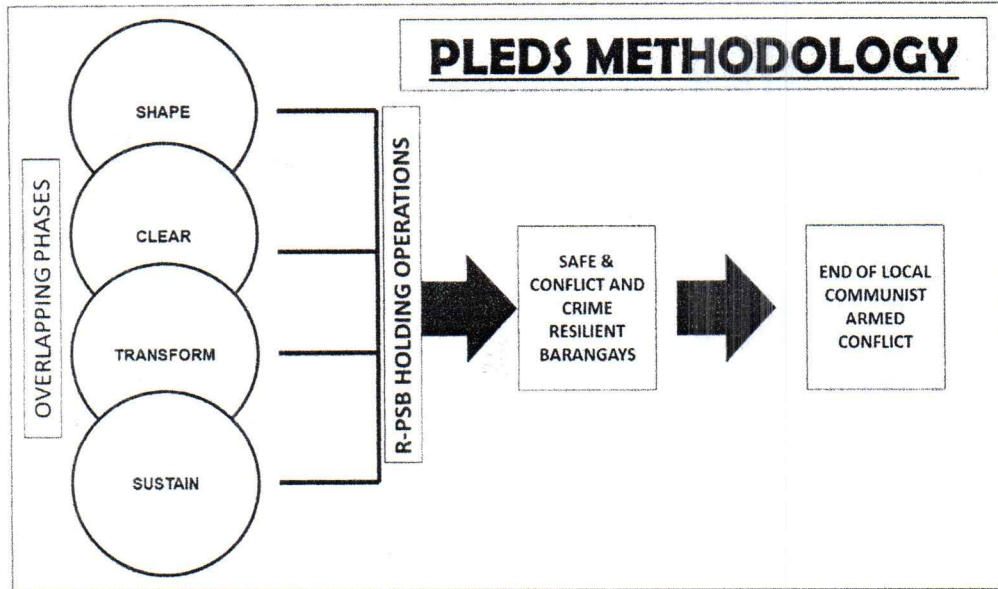 PLEDS METHODOLOGY
OVERLAPPING PHASES
SHAPE
CLEAR
TRANSFORM
SUSTAIN
R-PSB HOLDING OPERATIONS
SAFE &
CONFLICT AND
CRIME
RESILIENT
BARANGAYS
END OF LOCAL
COMMUNIST
ARMED
CONFLICT